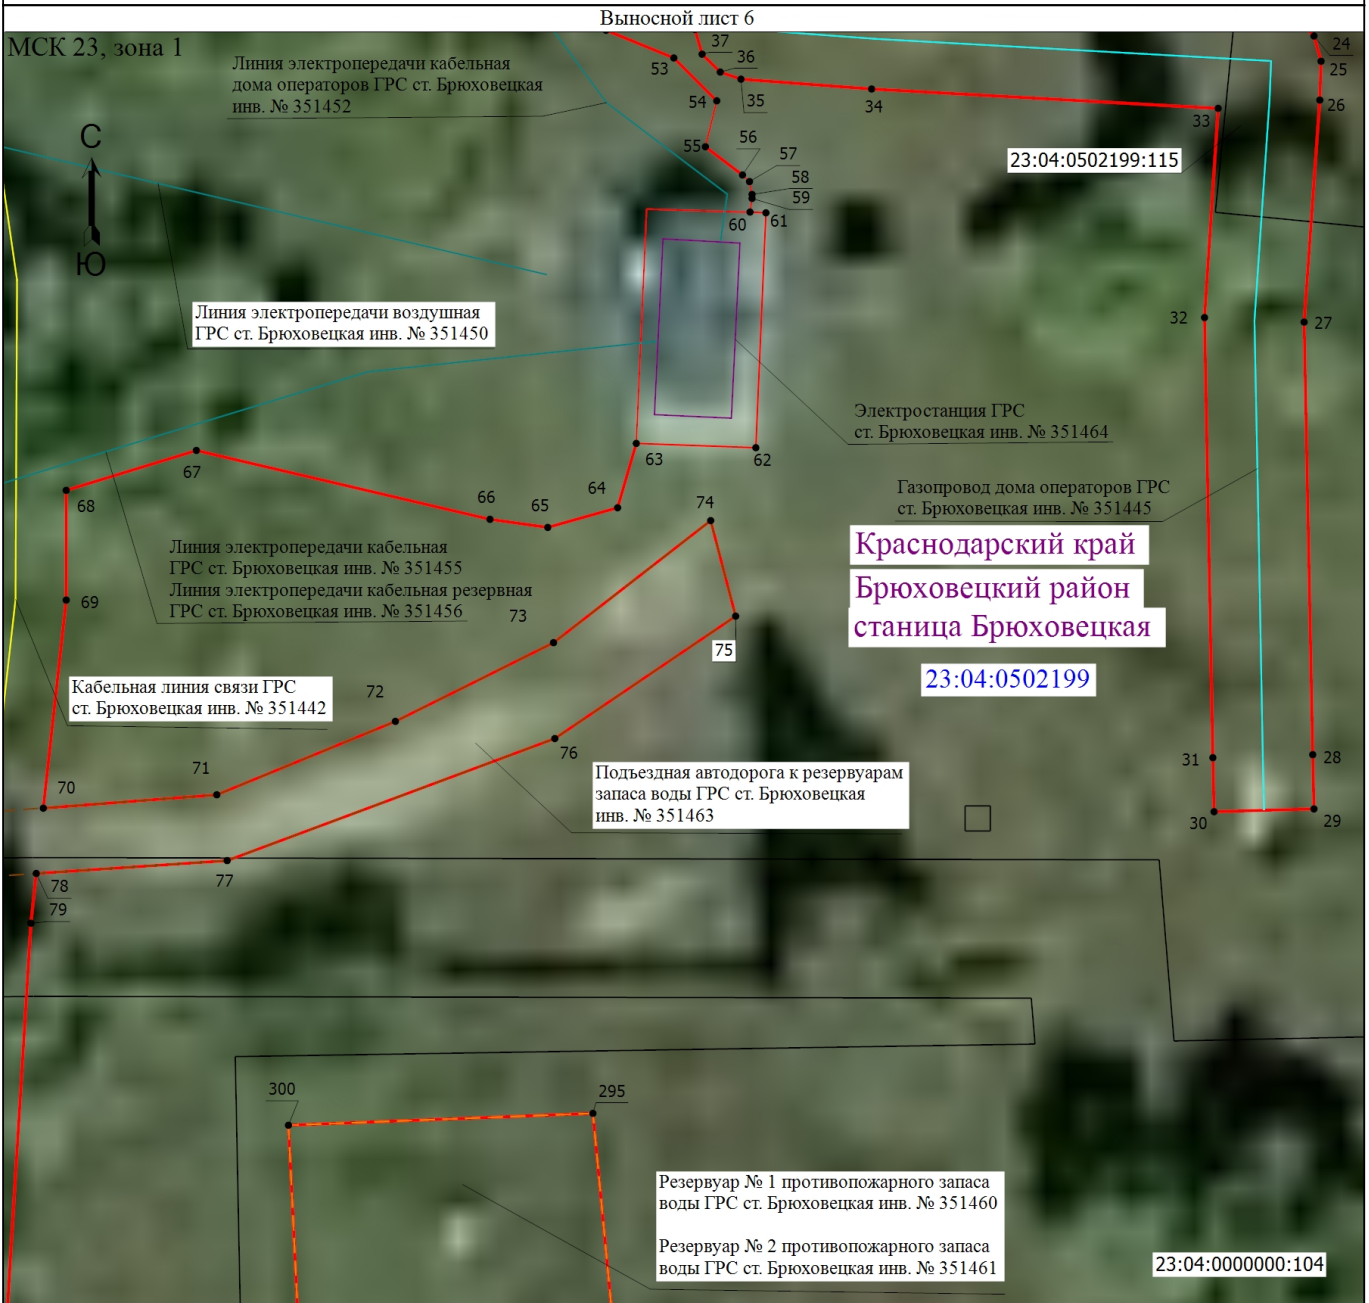 Выносной лист 6
МСК 23, зона 1
С
Ю
Линия электропередачи кабельная
дома операторов ГРС ст. Брюховецкая
инв. № 351452
37
36
35
34
33
24
25
26
53
54
55
56
57
58
59
60
61
23:04:0502199:115
Линия электропередачи воздушная
ГРС ст. Брюховецкая инв. № 351450
32
27
Электростанция ГРС
ст. Брюховецкая инв. № 351464
63
62
64
65
66
67
68
69
74
Газопровод дома операторов ГРС
ст. Брюховецкая инв. № 351445
Краснодарский край
Брюховецкий район
станица Брюховецкая
23:04:0502199
Линия электропередачи кабельная
ГРС ст. Брюховецкая инв. № 351455
Линия электропередачи кабельная резервная
ГРС ст. Брюховецкая инв. № 351456
73
75
72
Кабельная линия связи ГРС
ст. Брюховецкая инв. № 351442
76
71
70
31
28
30
29
Подъездная автодорога к резервуарам
запаса воды ГРС ст. Брюховецкая
инв. № 351463
77
78
79
300
295
Резервуар № 1 противопожарного запаса
воды ГРС ст. Брюховецкая инв. № 351460
Резервуар № 2 противопожарного запаса
воды ГРС ст. Брюховецкая инв. № 351461
23:04:0000000:104